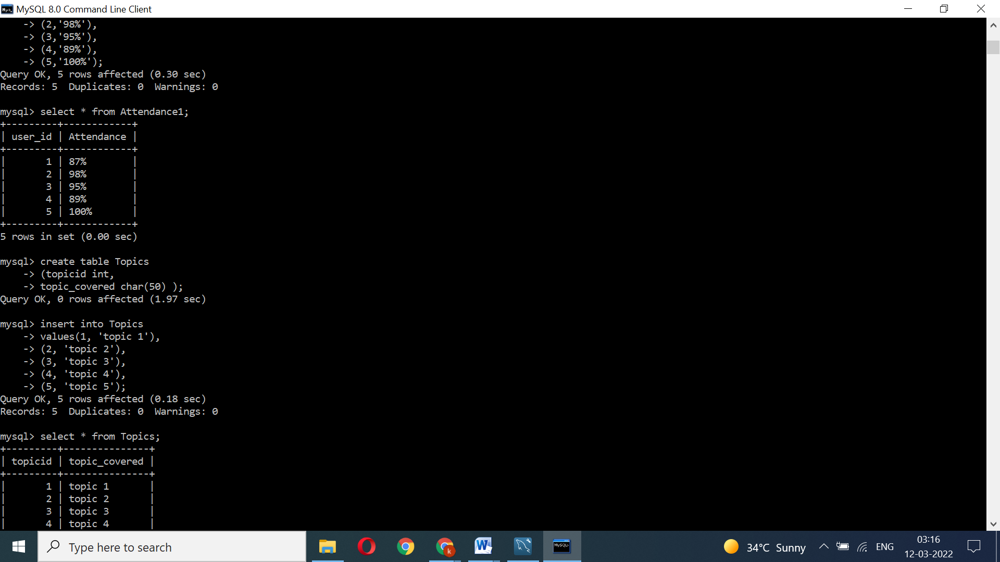 MySQL 8.0 Command Line Client
    -> (2,'98%'),
    -> (3,'95%'),
    -> (4,'89%'),
    -> (5,'100%');
Query OK, 5 rows affected (0.30 sec)
Records: 5  Duplicates: 0  Warnings: 0

mysql> select * from Attendance1;
+---------+------------+
| user_id | Attendance |
+---------+------------+
|       1 | 87%        |
|       2 | 98%        |
|       3 | 95%        |
|       4 | 89%        |
|       5 | 100%       |
+---------+------------+
5 rows in set (0.00 sec)

mysql> create table Topics
    -> (topicid int,
    -> topic_covered char(50) );
Query OK, 0 rows affected (1.97 sec)

mysql> insert into Topics
    -> values(1, 'topic 1'),
    -> (2, 'topic 2'),
    -> (3, 'topic 3'),
    -> (4, 'topic 4'),
    -> (5, 'topic 5');
Query OK, 5 rows affected (0.18 sec)
Records: 5  Duplicates: 0  Warnings: 0

mysql> select * from Topics;
+---------+---------------+
| topicid | topic_covered |
+---------+---------------+
|       1 | topic 1       |
|       2 | topic 2       |
|       3 | topic 3       |
|       4 | topic 4       |
Type here to search
k
W
MySQL>
34°C Sunny
ENG
03:16
12-03-2022